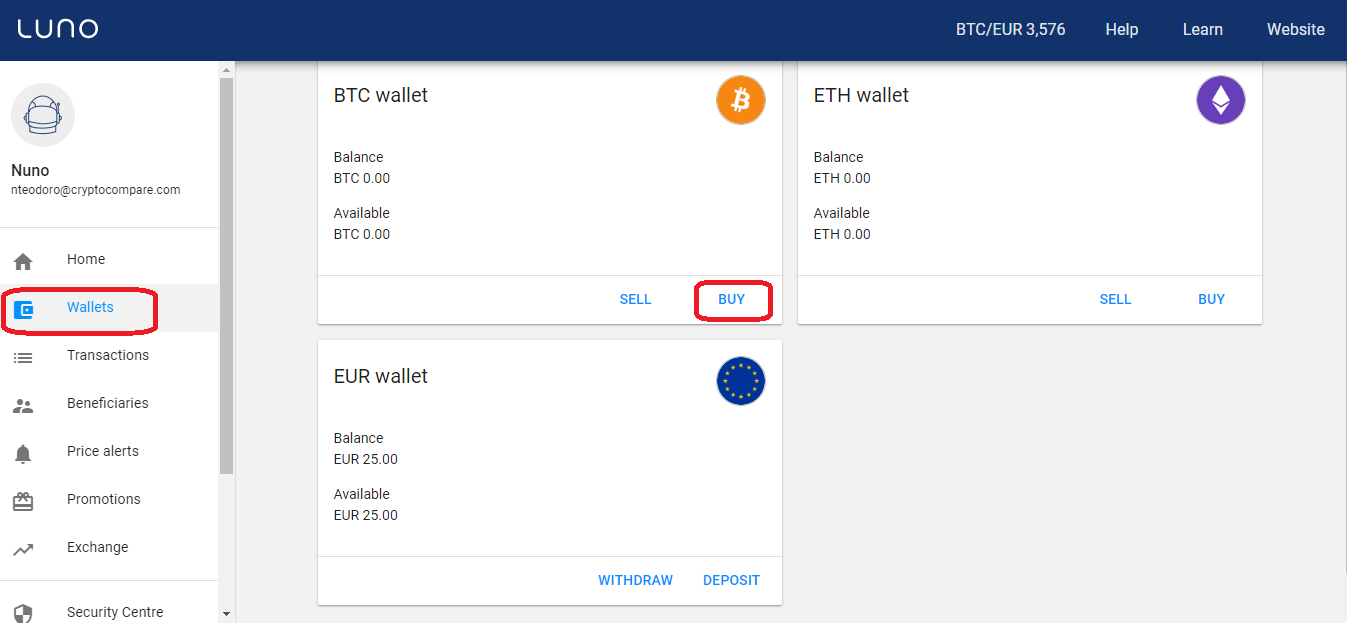 LUNO
BTC/EUR 3,576 Help Learn Website
Nuno
nteodoro@cryptocompare.com
Home
Wallets
Transactions
Beneficiaries
Price alerts
Promotions
Exchange
Security Centre
BTC wallet
Balance
BTC 0.00
Available
BTC 0.00
SELL BUY
ETH wallet
Balance
ETH 0.00
Available
ETH 0.00
SELL BUY
EUR wallet
Balance
EUR 25.00
Available
EUR 25.00
WITHDRAW DEPOSIT